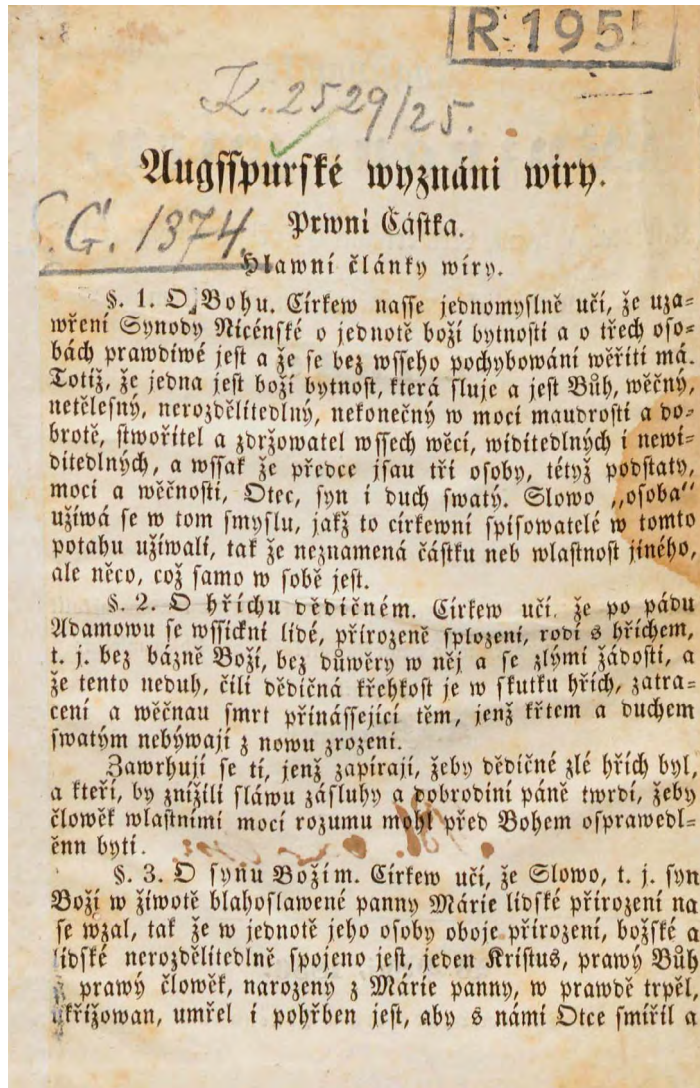 R 195
K. 2529/25.
Augsspurské wyznáni wiry.
G. 1374.
Prwní Částka.
Hlawní články wíry.
§. 1. O Bohu. Církew nasse jednomyslně učí, že uza=
wření Synody Nicénské o jednotě boží bytnosti a o třech oso=
bách prawdiwé jest a že se bez wsseho pochybowání wěřiti má.
Totiž, že jedna jest boží bytnost, která sluje a jest Bůh, wěčný,
netělesný, nerozdělitedlný, nekonečný w moci maudrosti a do=
brotě, stwořitel a zdržowatel wssech wěcí, widitedlných i newi=
ditedlných, a wssak že předce jsau tři osoby, tétyž podstaty,
moci a wěčnosti, Otec, syn i duch swatý. Slowo „osoba“
užíwá se w tom smyslu, jakž to církewní spisowatelé w tomto
potahu užíwali, tak že neznamená částku neb wlastnost jiného,
ale něco, což samo w sobě jest.
§. 2. O hříchu dědičném. Církew učí, že po pádu
Adamowu se wssickni lidé, přirozeně splození, rodí s hříchem,
t. j. bez bázně Boží, bez důwěry w něj a se zlými žádosti, a
že tento neduh, čili dědičná křehkost je w skutku hřích, zatra=
cení a wěčnau smrt přinássející těm, jenž křtem a duchem
swatým nebýwají z nowu zrozeni.
Zawrhují se ti, jenž zapírají, žeby dědičné zlé hřích byl,
a kteří, by znížili sláwu zásluhy a dobrodiní páně twrdí, žeby
člowěk wlastními mocí rozumu mohl před Bohem osprawedl=
ěnn býti.
§. 3. O synu Božím. Církew učí, že Slowo, t. j. syn
Boží w žiwotě blahoslawené panny Márie lidské přirození na
se wzal, tak že w jednotě jeho osoby oboje přirození, božské a
lidské nerozdělitedlně spojeno jest, jeden Kristus, prawý Bůh
prawý člowěk, narozený z Márie panny, w prawdě trpěl,
ukřižowan, umřel i pohřben jest, aby s námi Otce smířil a